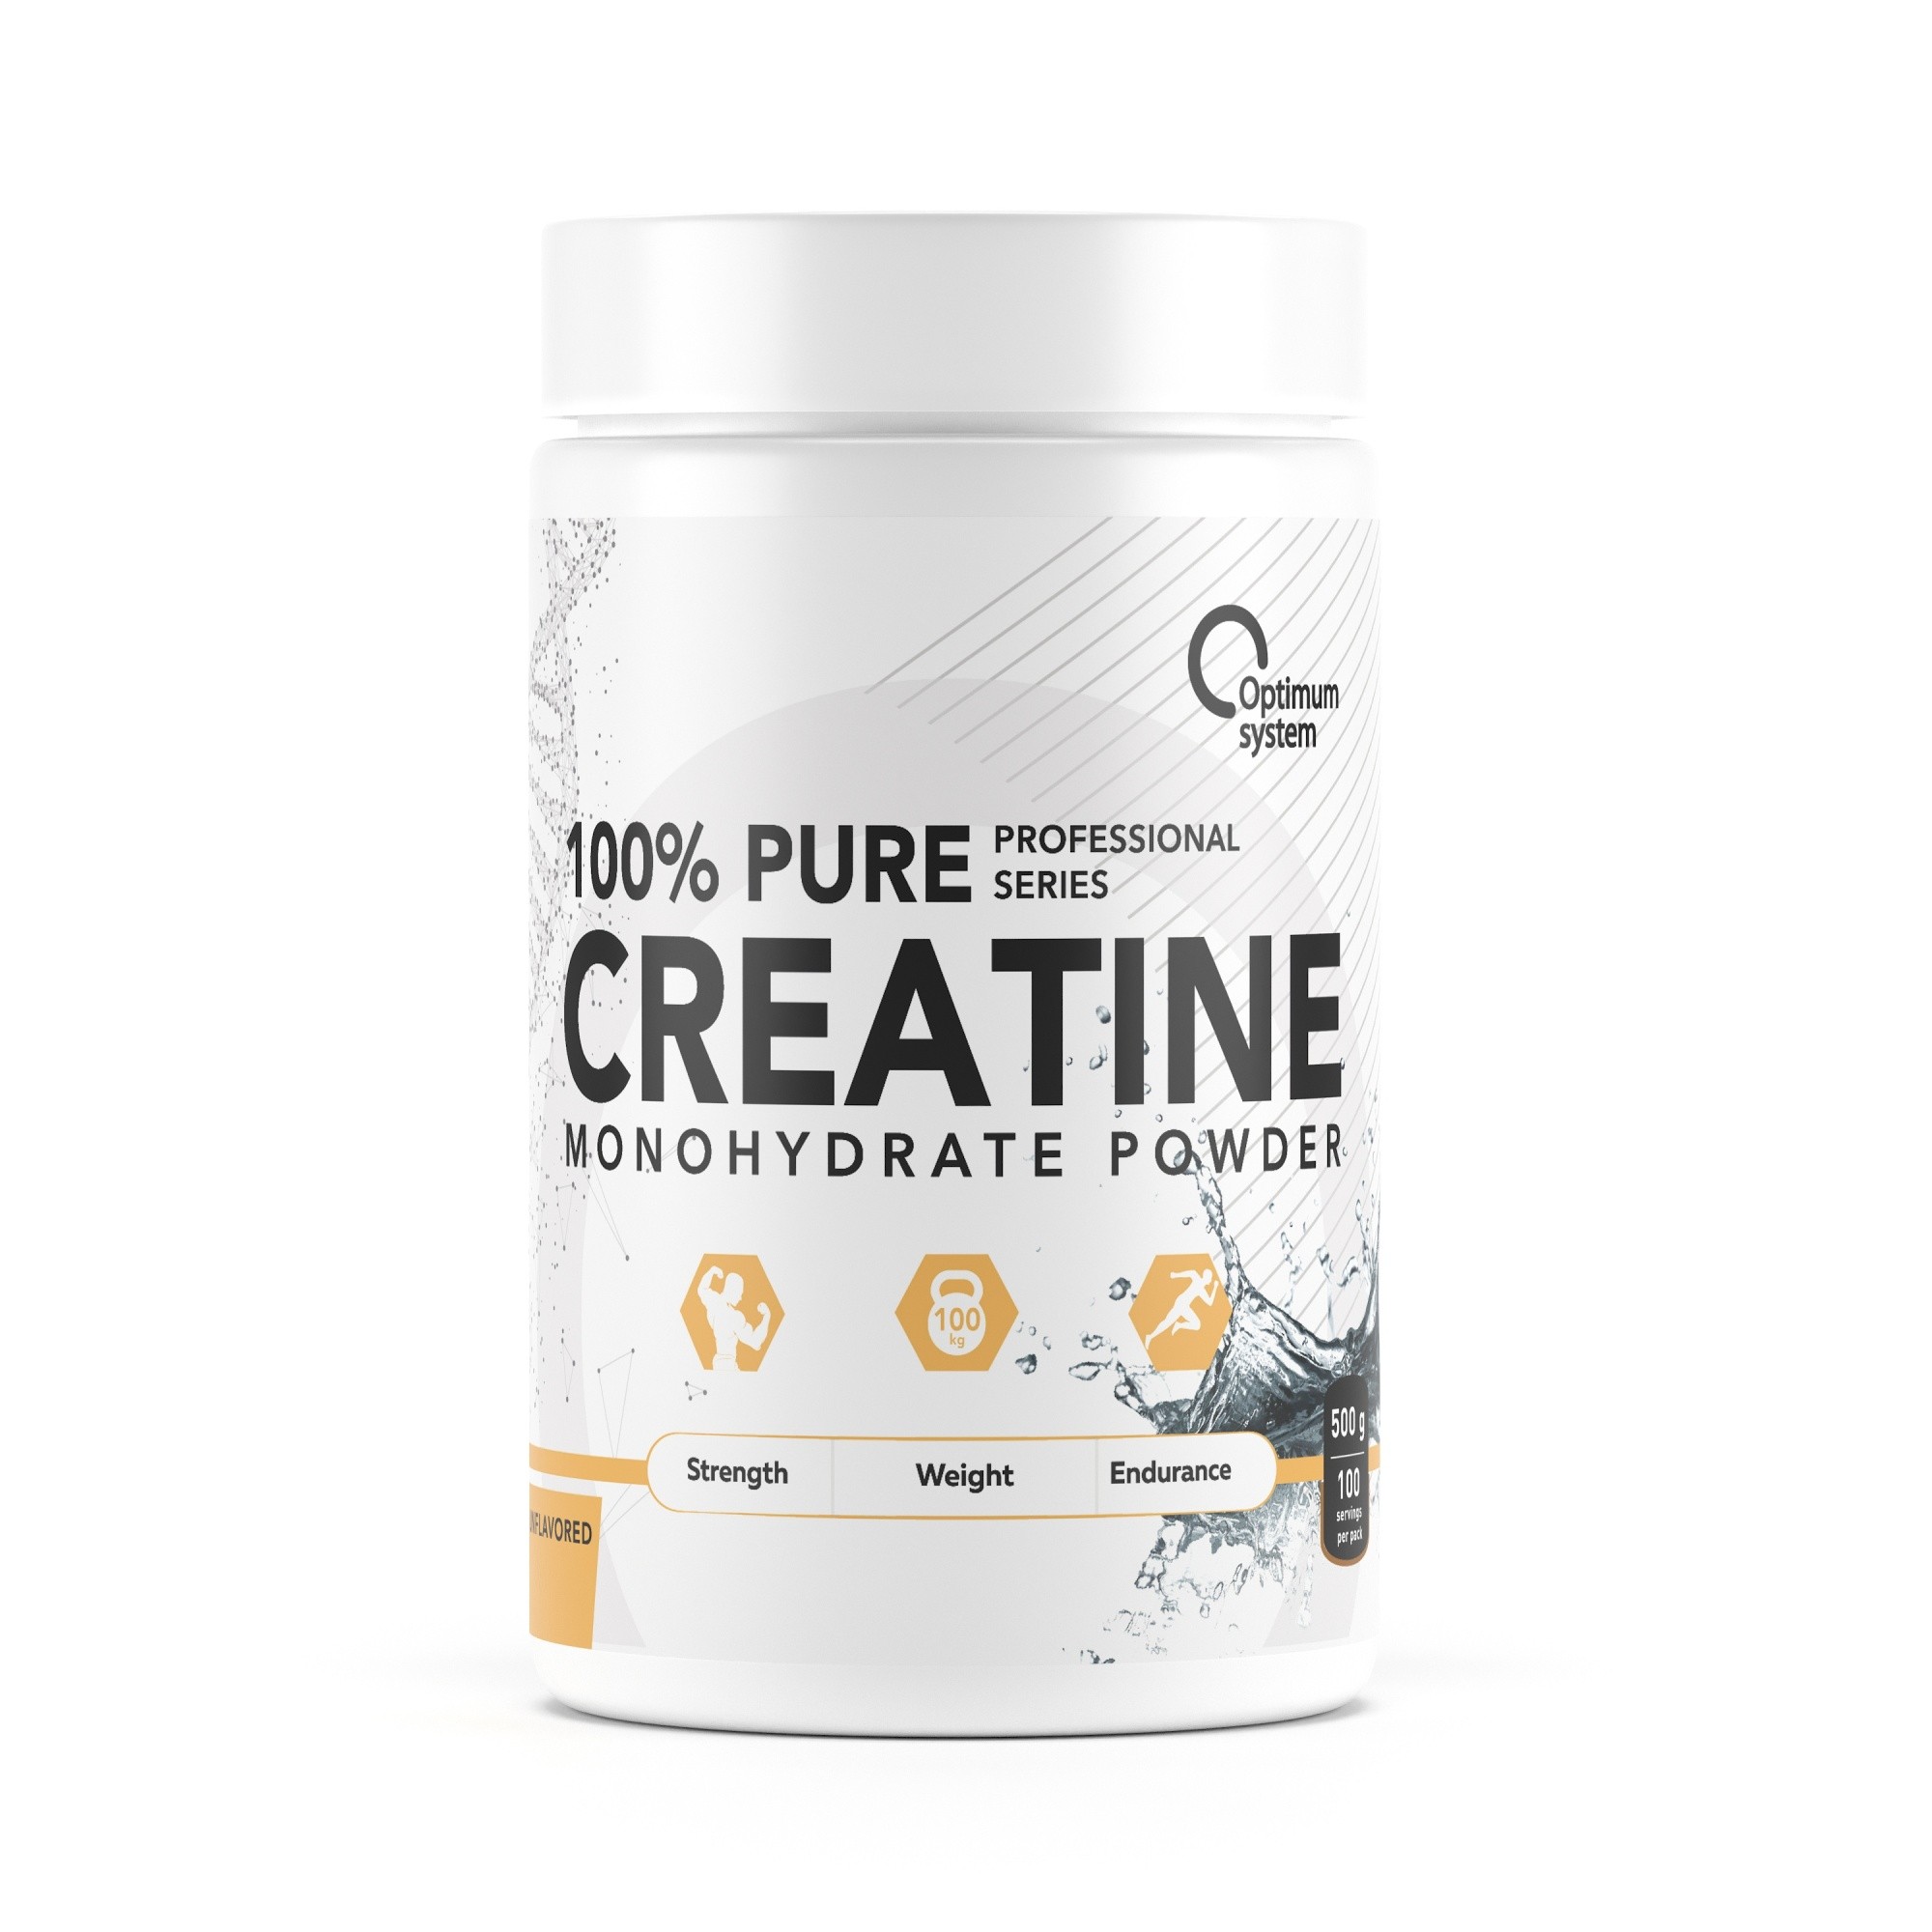 Optimum
system
100% PURE
PROFESSIONAL
SERIES
CREATINE
MONOHYDRATE POWDER
100
kg
Strength
Weight
Endurance
500 g
100
servings
per pack